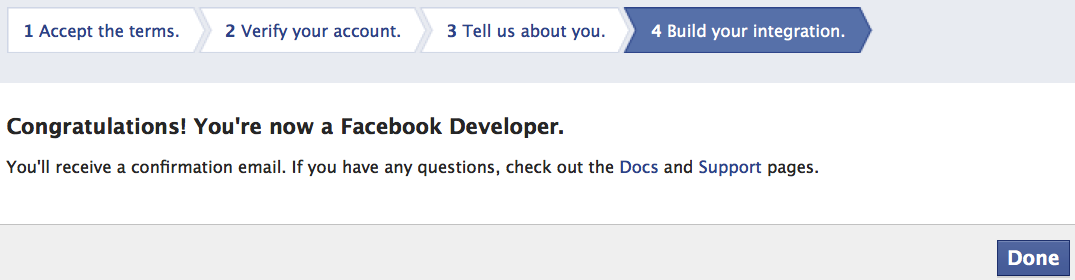 1 Accept the terms. 2 Verify your account. 3 Tell us about you. 4 Build your integration.
Congratulations! You're now a Facebook Developer.
You'll receive a confirmation email. If you have any questions, check out the Docs and Support pages.
Done